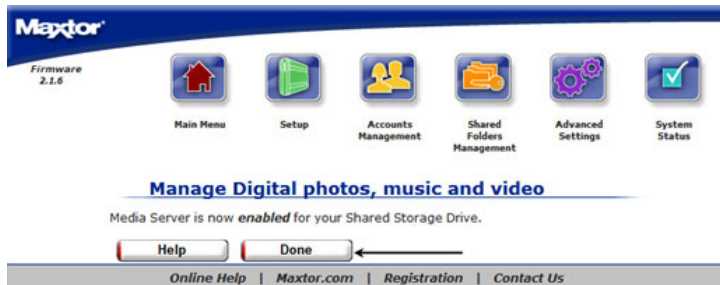 Maxtor
Firmware
2.1.6
Main Menu
Setup
Accounts
Management
Shared
Folders
Management
Advanced
Settings
System
Status
Manage Digital photos, music and video
Media Server is now enabled for your Shared Storage Drive.
Help
Done
Online Help | Maxtor.com | Registration | Contact Us